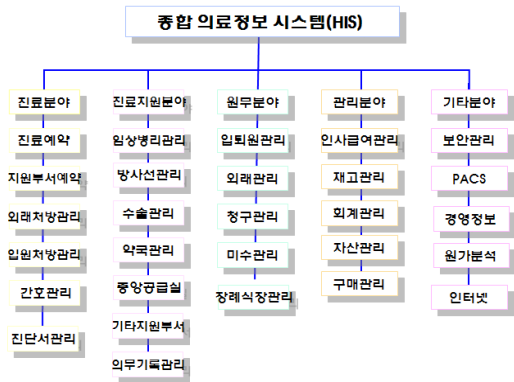 종합 의료정보 시스템(HIS)
진료분야
진료예약
지원부서예약
외래처방관리
입원처방관리
간호관리
진단서관리
진료지원분야
임상병리관리
방사선관리
수술관리
약국관리
중앙공급실
기타지원부서
의무기록관리
원무분야
입퇴원관리
외래관리
청구관리
미수관리
장례식장관리
관리분야
인사급여관리
재고관리
회계관리
자산관리
구매관리
기타분야
보안관리
PACS
경영정보
원가분석
인터넷